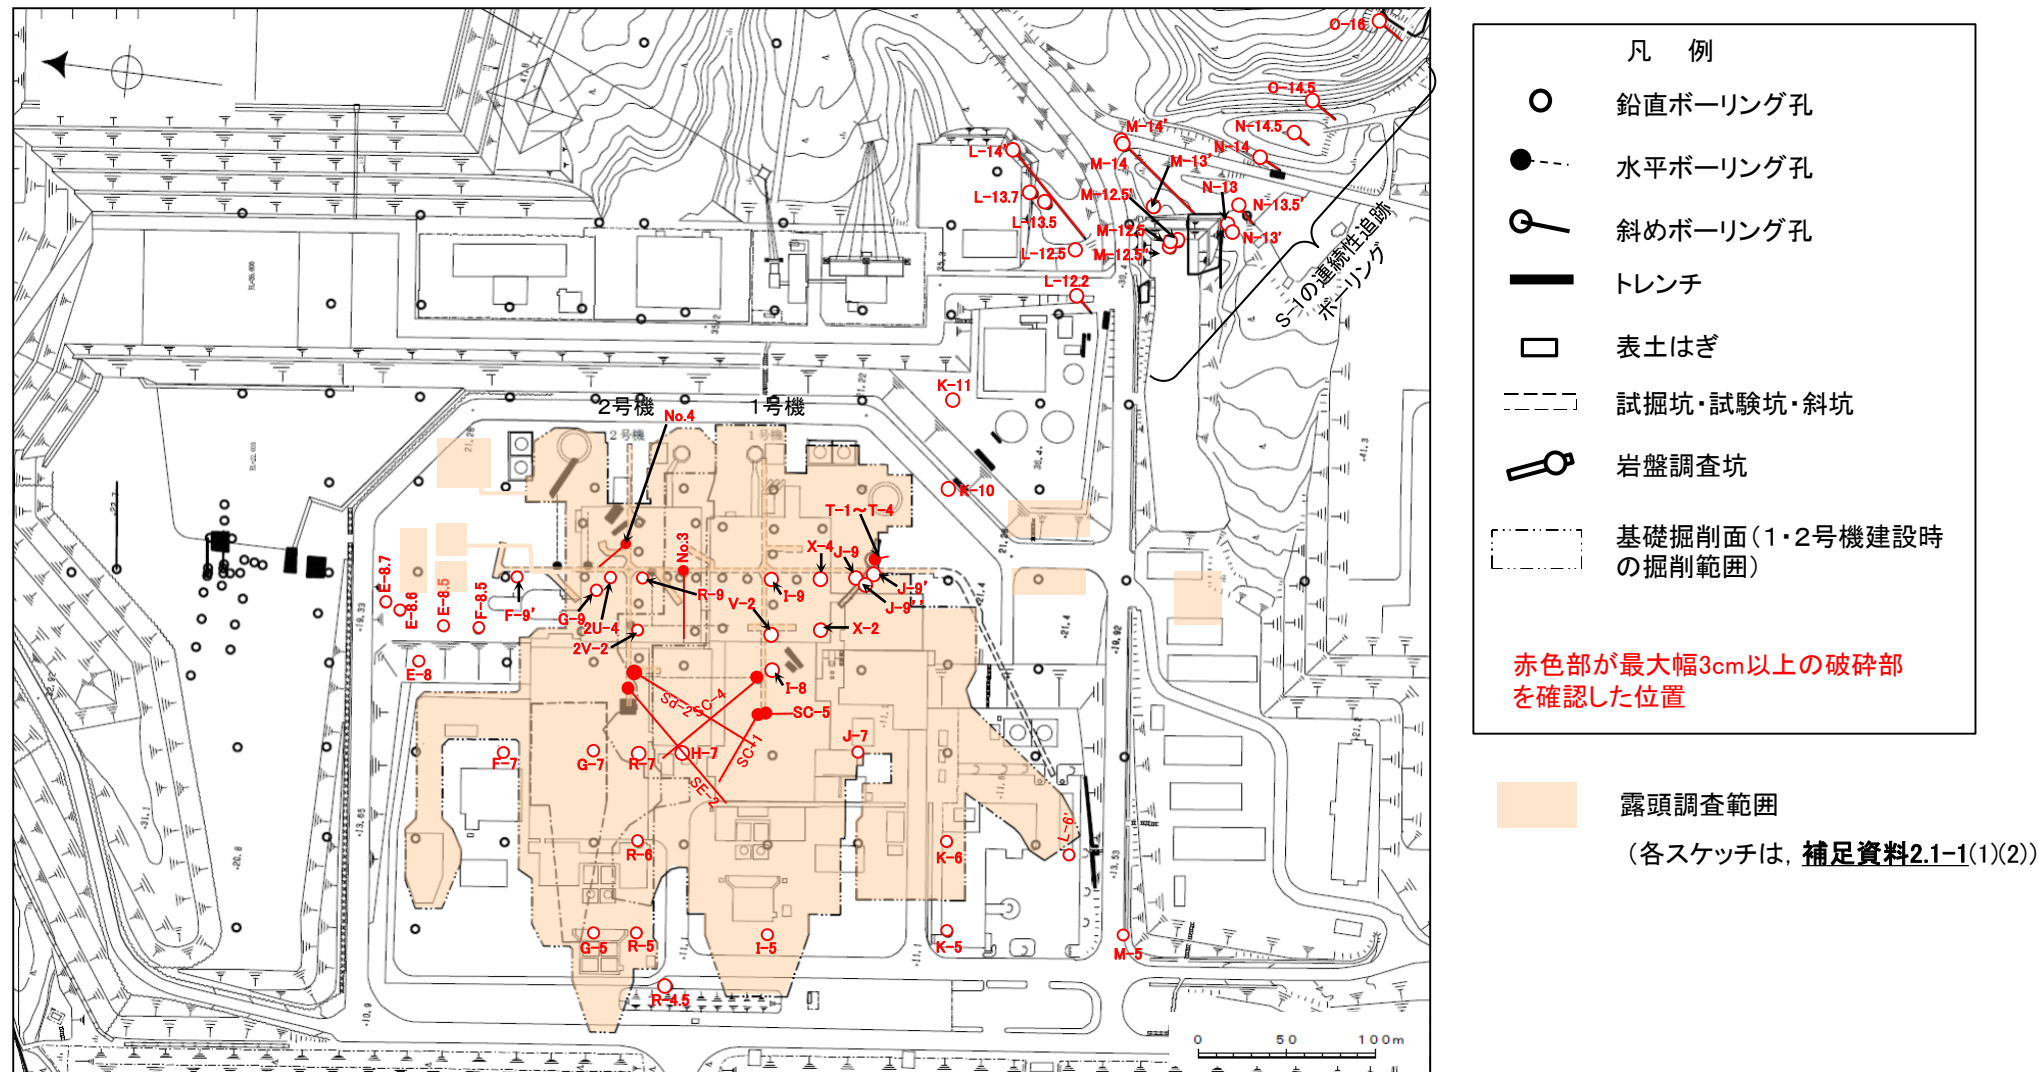 凡 例
鉛直ボーリング孔
水平ボーリング孔
斜めボーリング孔
トレンチ
表土はぎ
試掘坑・試験坑・斜坑
岩盤調査坑
基礎掘削面（1・2号機建設時
の掘削範囲）
赤色部が最大幅3cm以上の破砕部
を確認した位置
露頭調査範囲
（各スケッチは，補足資料2.1-1(1)(2)）
O-16
O-14.5
N-14.5
M-14'
N-14
L-14'
M-14
M-13'
N-13
L-13.7
M-12.5'
N-13.5'
L-13.5
M-12.5
N-13'
L-12.5
M-12.5"
L-12.2
S-1の連続性追跡
ボーリング
K-11
2号機
1号機
No.4
2号機
1号機
K-10
T-1～T-4
No.3
X-4
J-9
E-8.7
E-8.6
E-8.5
F-8.5
F-9'
G-9
2U-4
R-9
I-9
J-9'
J-9''
V-2
X-2
2V-2
E-8
I-8
Sd-2
SC-4
SC-5
SC-1
F-7
G-7
R-7
H-7
J-7
SE-2
R-6
K-6
L-6'
G-5
R-5
I-5
K-5
M-5
R-4.5
0 50 100m